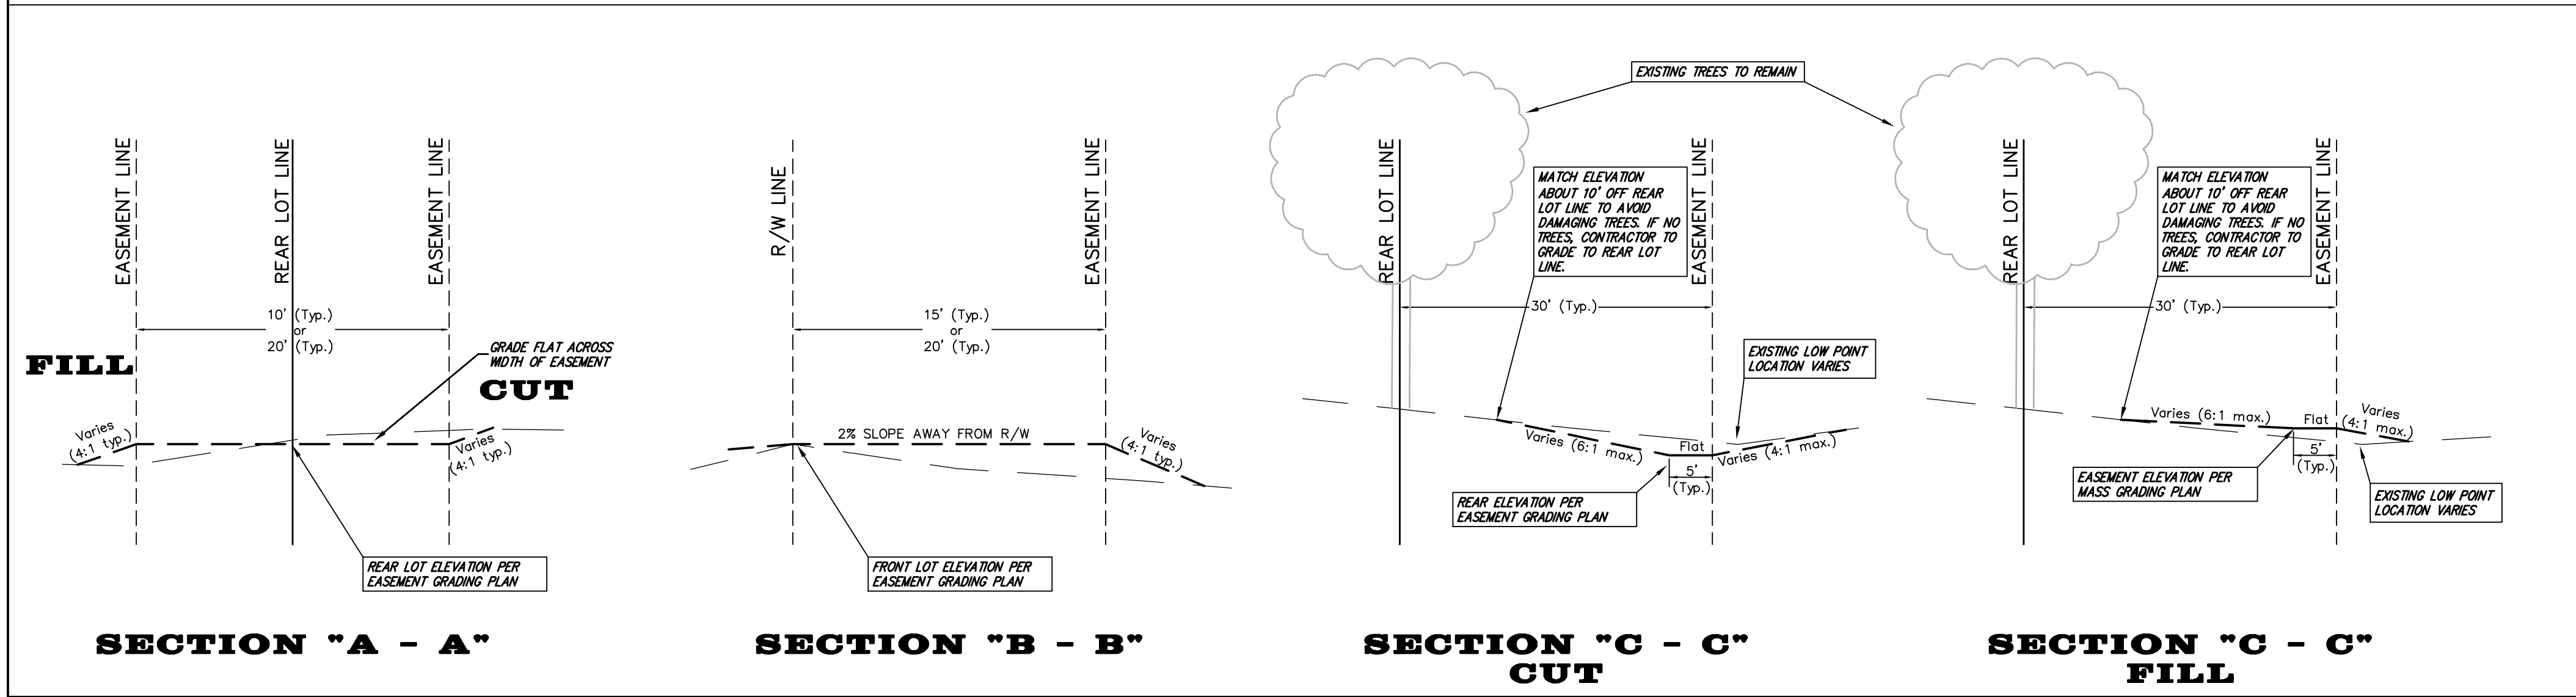 EASEMENT LINE
REAR LOT LINE
EASEMENT LINE
10' (Typ.)
or
20' (Typ.)
FILL
CUT
GRADE FLAT ACROSS
WIDTH OF EASEMENT
Varies
(4:1 typ.)
Varies
(4:1 typ.)
REAR LOT ELEVATION PER
EASEMENT GRADING PLAN
SECTION "A - A"
R/W LINE
EASEMENT LINE
15' (Typ.)
or
20' (Typ.)
2% SLOPE AWAY FROM R/W
Varies
(4:1 typ.)
FRONT LOT ELEVATION PER
EASEMENT GRADING PLAN
SECTION "B - B"
EXISTING TREES TO REMAIN
REAR LOT LINE
EASEMENT LINE
MATCH ELEVATION
ABOUT 10' OFF REAR
LOT LINE TO AVOID
DAMAGING TREES. IF NO
TREES, CONTRACTOR TO
GRADE TO REAR LOT
LINE.
30' (Typ.)
EXISTING LOW POINT
LOCATION VARIES
Varies (6:1 max.)
Flat
Varies (4:1 max.)
5'
(Typ.)
REAR ELEVATION PER
EASEMENT GRADING PLAN
SECTION "C - C"
CUT
REAR LOT LINE
EASEMENT LINE
MATCH ELEVATION
ABOUT 10' OFF REAR
LOT LINE TO AVOID
DAMAGING TREES. IF NO
TREES, CONTRACTOR TO
GRADE TO REAR LOT
LINE.
30' (Typ.)
Varies (6:1 max.)
Flat
Varies
(4:1 max.)
5'
(Typ.)
EASEMENT ELEVATION PER
MASS GRADING PLAN
EXISTING LOW POINT
LOCATION VARIES
SECTION "C - C"
FILL